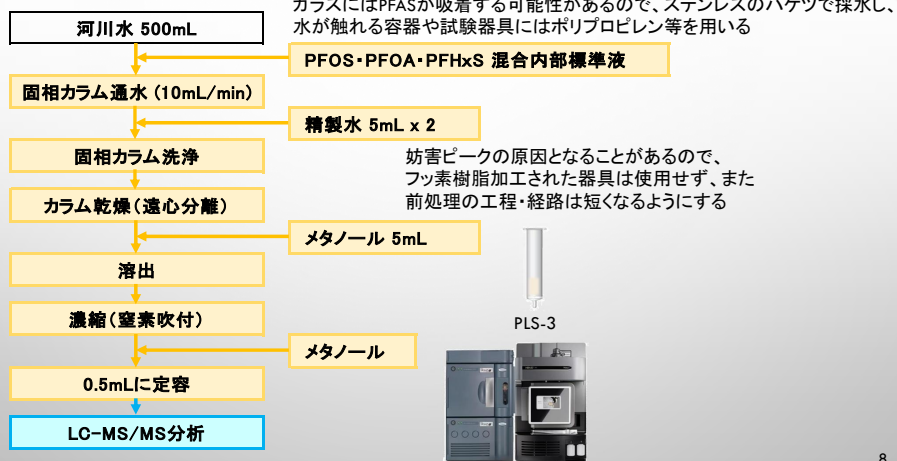 ガラスにはPFASが吸着する可能性があるので、ステンレスのバケツで採水し、
水が触れる容器や試験器具にはポリプロピレン等を用いる
河川水 500mL
PFOS・PFOA・PFHxS 混合内部標準液
固相カラム通水 (10mL/min)
精製水 5mL x 2
固相カラム洗浄
妨害ピークの原因となることがあるので、
フッ素樹脂加工された器具は使用せず、また
前処理の工程・経路は短くなるようにする
カラム乾燥(遠心分離)
メタノール 5mL
溶出
濃縮(窒素吹付)
PLS-3
メタノール
0.5mLに定容
LC-MS/MS分析
8